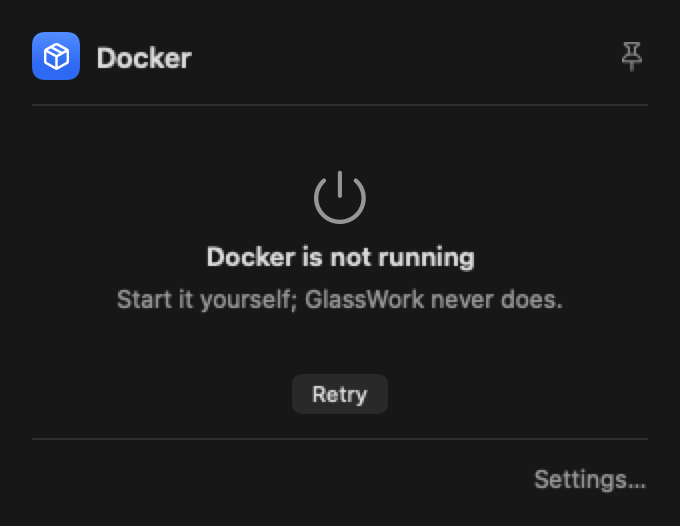 Docker
Docker is not running
Start it yourself; GlassWork never does.
Retry
Settings...